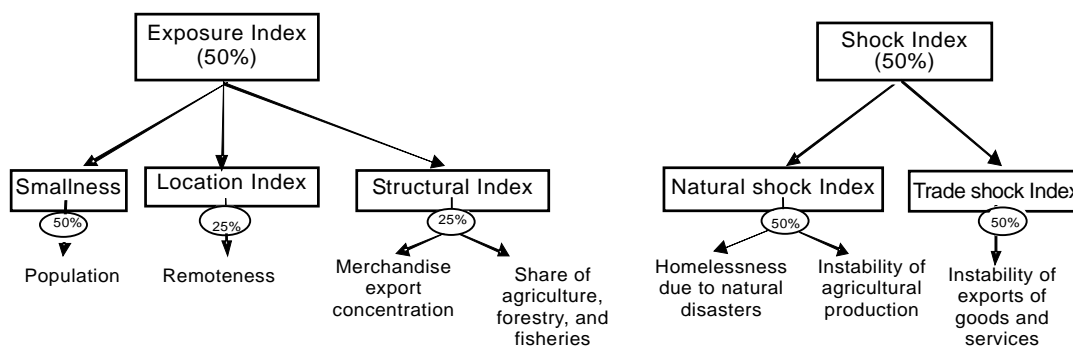 Exposure Index
(50%)
Shock Index
(50%)
Smallness
Location Index
Structural Index
Natural shock Index
Trade shock Index
50%
25%
25%
50%
50%
Population
Remoteness
Merchandise
export
concentration
Share of
agriculture,
forestry, and
fisheries
Homelessness
due to natural
disasters
Instability of
agricultural
production
Instability of
exports of
goods and
services